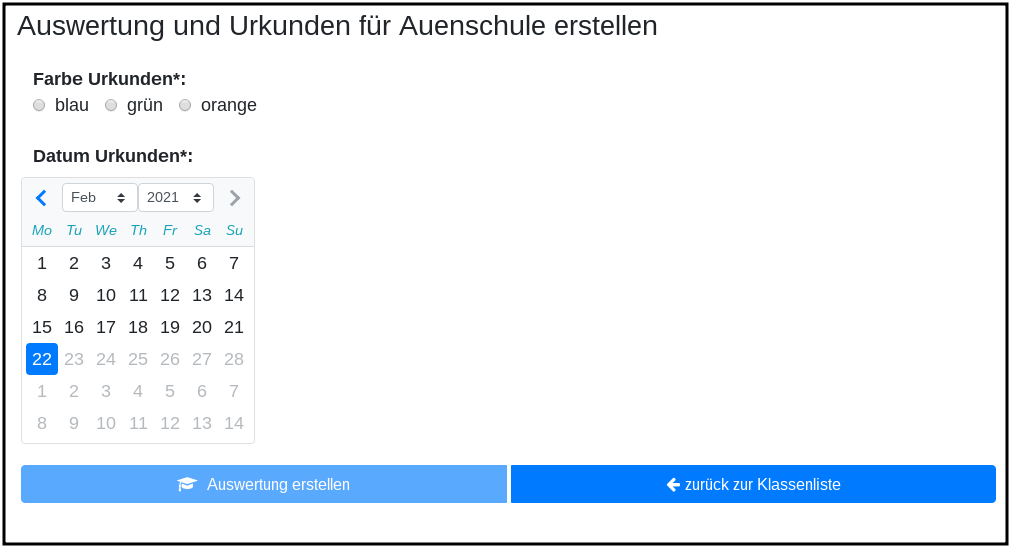 Auswertung und Urkunden für Auenschule erstellen
Farbe Urkunden*:
blau grün orange
Datum Urkunden*:
Feb 2021
Mo Tu We Th Fr Sa Su
1 2 3 4 5 6 7
8 9 10 11 12 13 14
15 16 17 18 19 20 21
22 23 24 25 26 27 28
1 2 3 4 5 6 7
8 9 10 11 12 13 14
Auswertung erstellen zurück zur Klassenliste